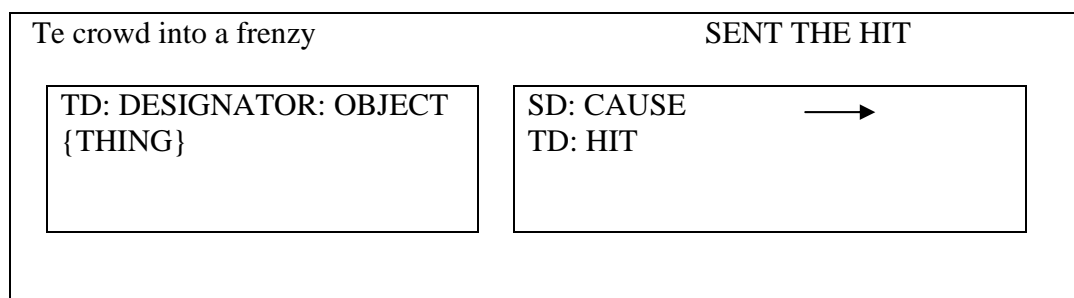 Te crowd into a frenzy SENT THE HIT
TD: DESIGNATOR: OBJECT
{THING}
SD: CAUSE
TD: HIT